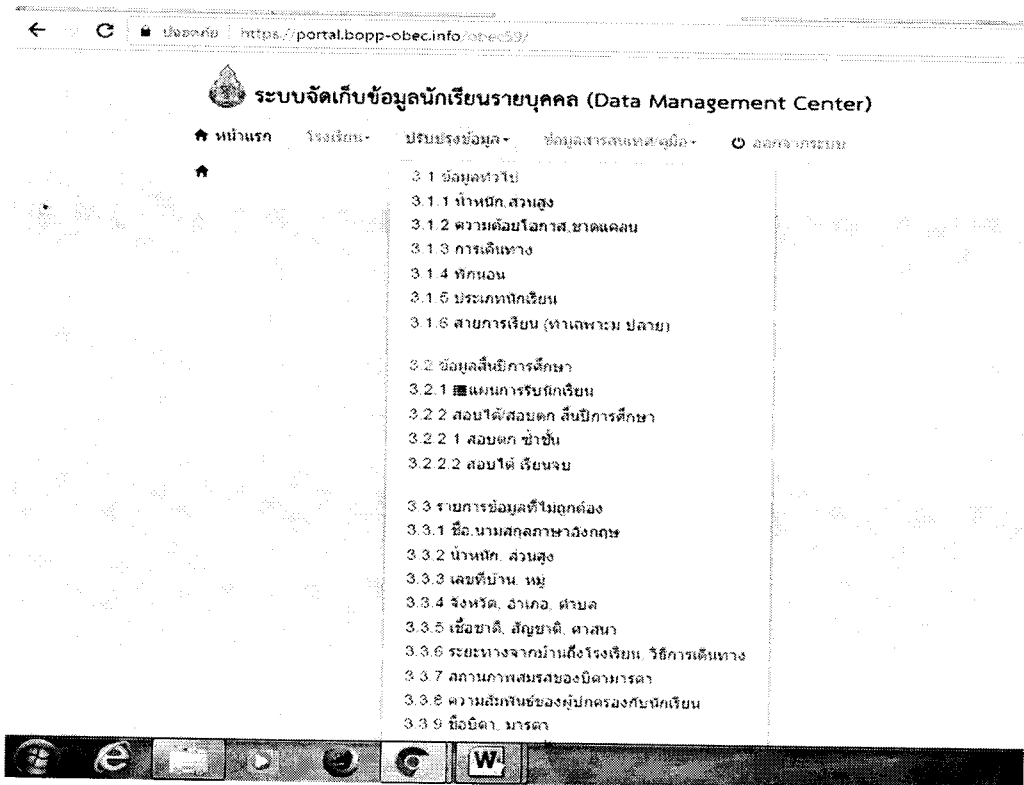 ปลอดภัย https://portal.bopp-obec.info/obec59/
ระบบจัดเก็บข้อมูลนักเรียนรายบุคคล (Data Management Center)
หน้าแรก โรงเรียน ปรับปรุงข้อมูล ข้อมูลสารสนเทศ/คู่มือ ออกจากระบบ
3.1 ข้อมูลทั่วไป
3.1.1 น้ำหนัก,ส่วนสูง
3.1.2 ความด้อยโอกาส,ขาดแคลน
3.1.3 การเดินทาง
3.1.4 พักนอน
3.1.5 ประเภทนักเรียน
3.1.6 สายการเรียน (ทำเฉพาะม ปลาย)
3.2 ข้อมูลสิ้นปีการศึกษา
3.2.1 แผนการรับนักเรียน
3.2.2 สอบได้/สอบตก สิ้นปีการศึกษา
3.2.2.1 สอบตก ซ้ำชั้น
3.2.2.2 สอบได้ เรียนจบ
3.3 รายการข้อมูลที่ไม่ถูกต้อง
3.3.1 ชื่อ,นามสกุลภาษาอังกฤษ
3.3.2 น้ำหนัก, ส่วนสูง
3.3.3 เลขที่บ้าน, หมู่
3.3.4 จังหวัด, อำเภอ, ตำบล
3.3.5 เชื้อชาติ, สัญชาติ, ศาสนา
3.3.6 ระยะทางจากบ้านถึงโรงเรียน, วิธีการเดินทาง
3.3.7 สถานภาพสมรสของบิดามารดา
3.3.8 ความสัมพันธ์ของผู้ปกครองกับนักเรียน
3.3.9 ชื่อบิดา, มารดา